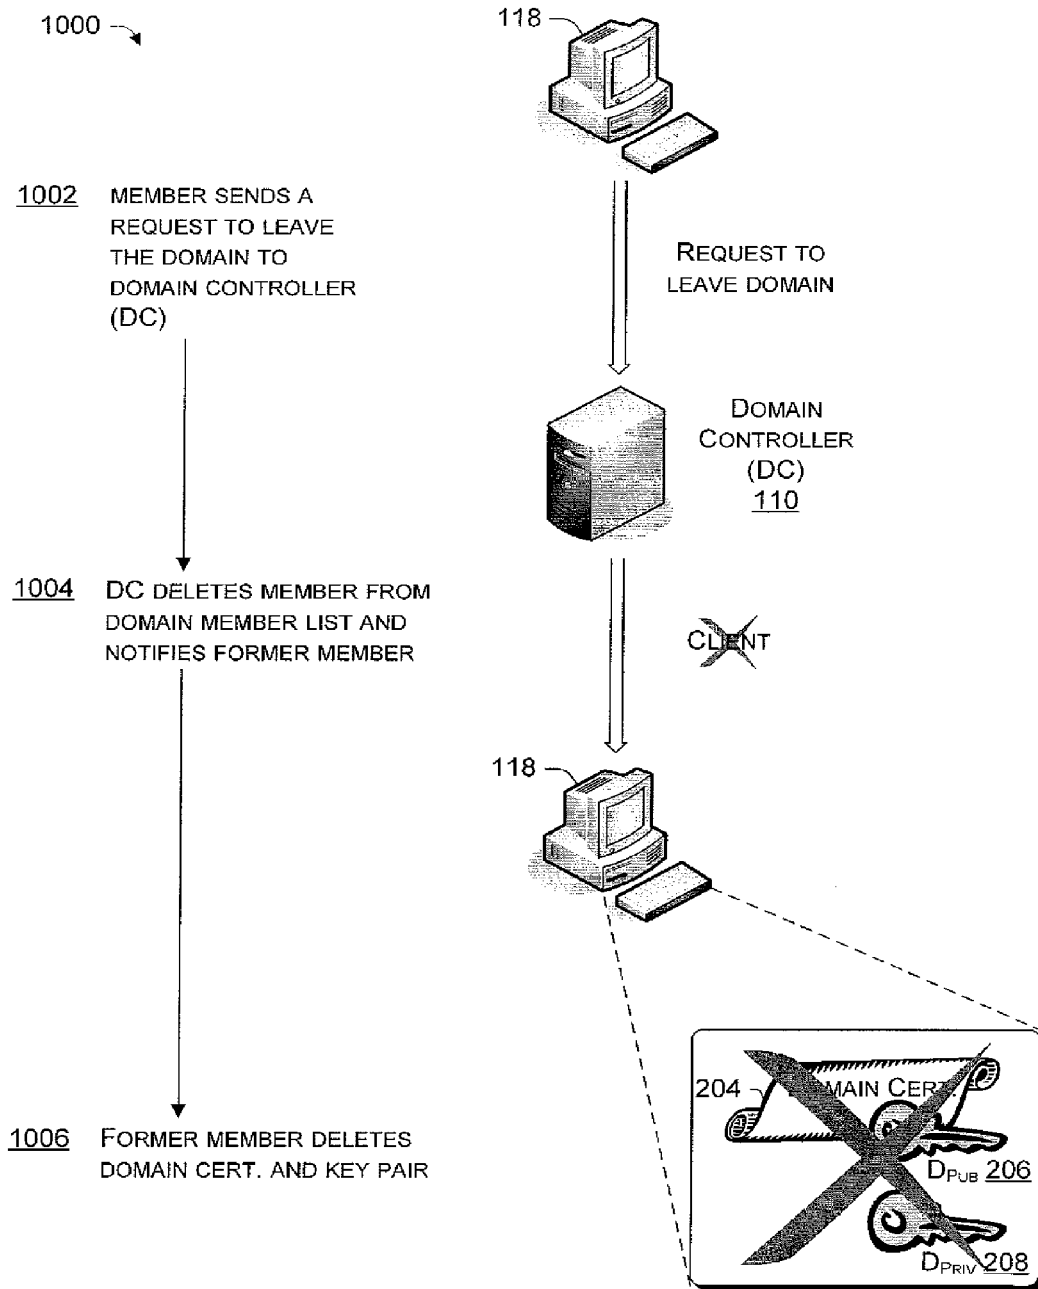 1000
118
1002 MEMBER SENDS A
REQUEST TO LEAVE
THE DOMAIN TO
DOMAIN CONTROLLER
(DC)
REQUEST TO
LEAVE DOMAIN
DOMAIN
CONTROLLER
(DC)
110
1004 DC DELETES MEMBER FROM
DOMAIN MEMBER LIST AND
NOTIFIES FORMER MEMBER
CLIENT
118
204 DOMAIN CERT.
1006 FORMER MEMBER DELETES
DOMAIN CERT. AND KEY PAIR
DPUB 206
DPRIV 208